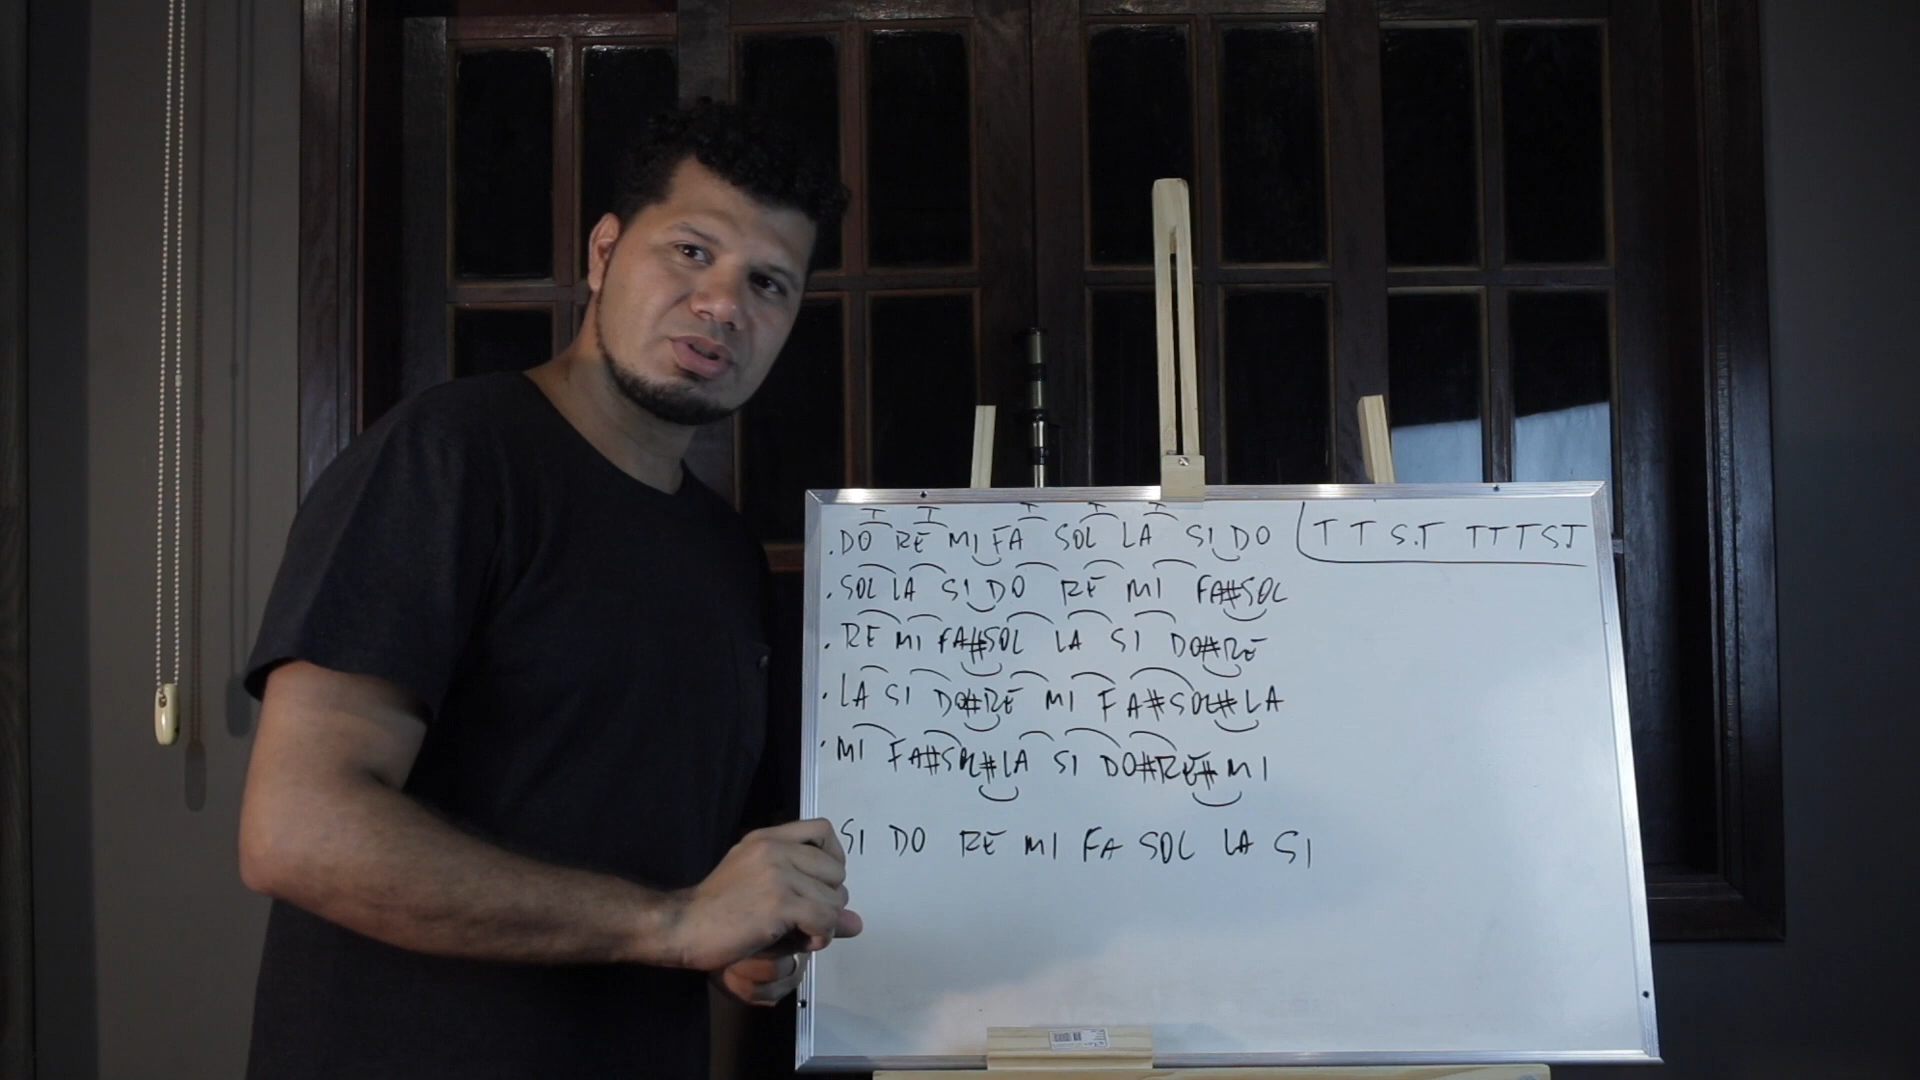 T T T T T
.DO RE MI FA SOL LA SI DO T T S.T T T T S T
.SOL LA SI DO RE MI FA#SOL
.RE MI FA#SOL LA SI DO#RE
.LA SI DO#RE MI FA#SOL#LA
.MI FA#SOL#LA SI DO#RE#MI
SI DO RE MI FA SOL LA SI